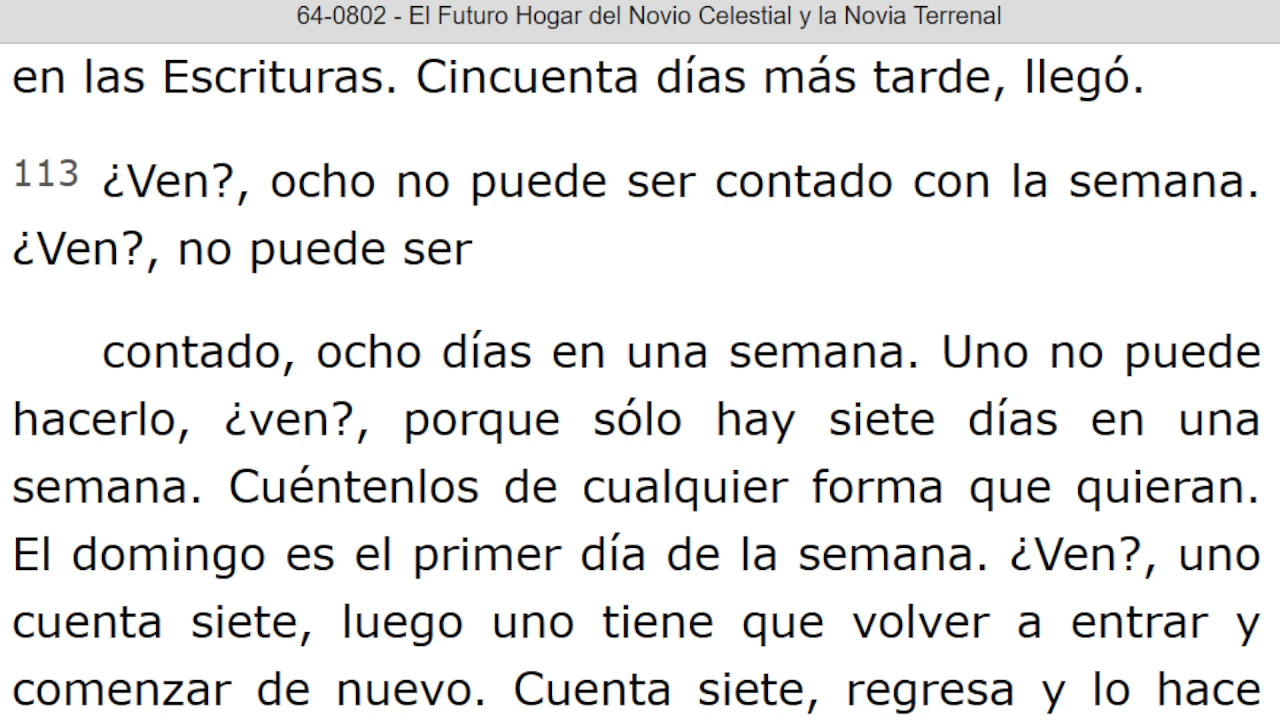 64-0802 - El Futuro Hogar del Novio Celestial y la Novia Terrenal
en las Escrituras. Cincuenta días más tarde, llegó.
113 ¿Ven?, ocho no puede ser contado con la semana.
¿Ven?, no puede ser
contado, ocho días en una semana. Uno no puede
hacerlo, ¿ven?, porque sólo hay siete días en una
semana. Cuéntenlos de cualquier forma que quieran.
El domingo es el primer día de la semana. ¿Ven?, uno
cuenta siete, luego uno tiene que volver a entrar y
comenzar de nuevo. Cuenta siete, regresa y lo hace